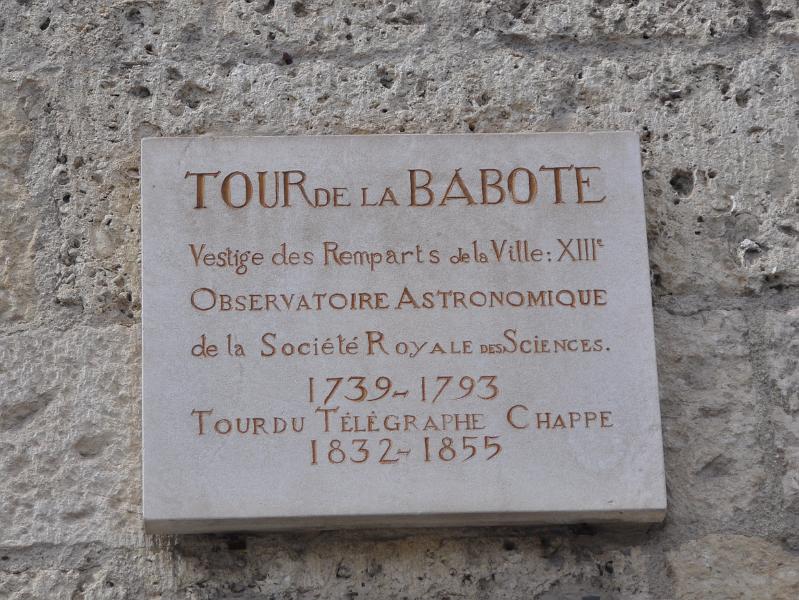 TOUR DE LA BABOTE
Vestige des Remparts de la Ville: XIIIe
OBSERVATOIRE ASTRONOMIQUE
de la Société ROYALE DES SCIENCES.
1739-1793
TOUR DU TÉLÉGRAPHE CHAPPE
1832-1855